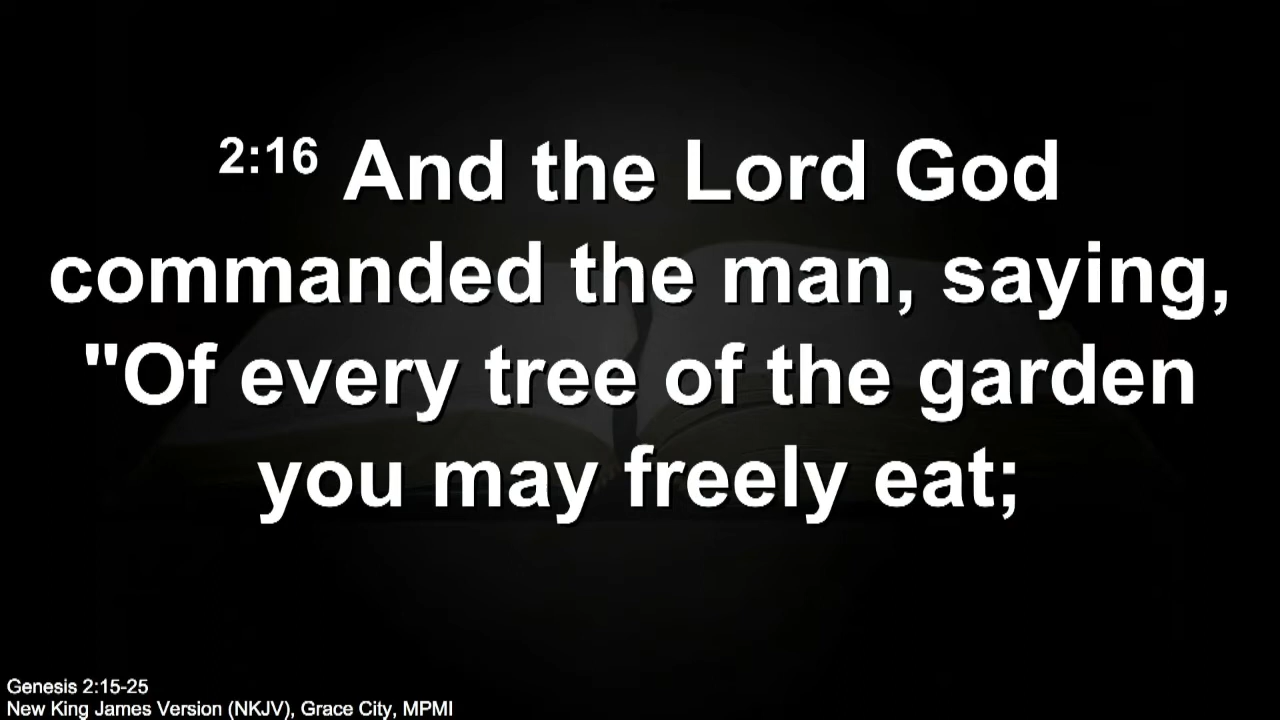 2:16 And the Lord God
commanded the man, saying,
"Of every tree of the garden
you may freely eat;
Genesis 2:15-25
New King James Version (NKJV), Grace City, MPMI